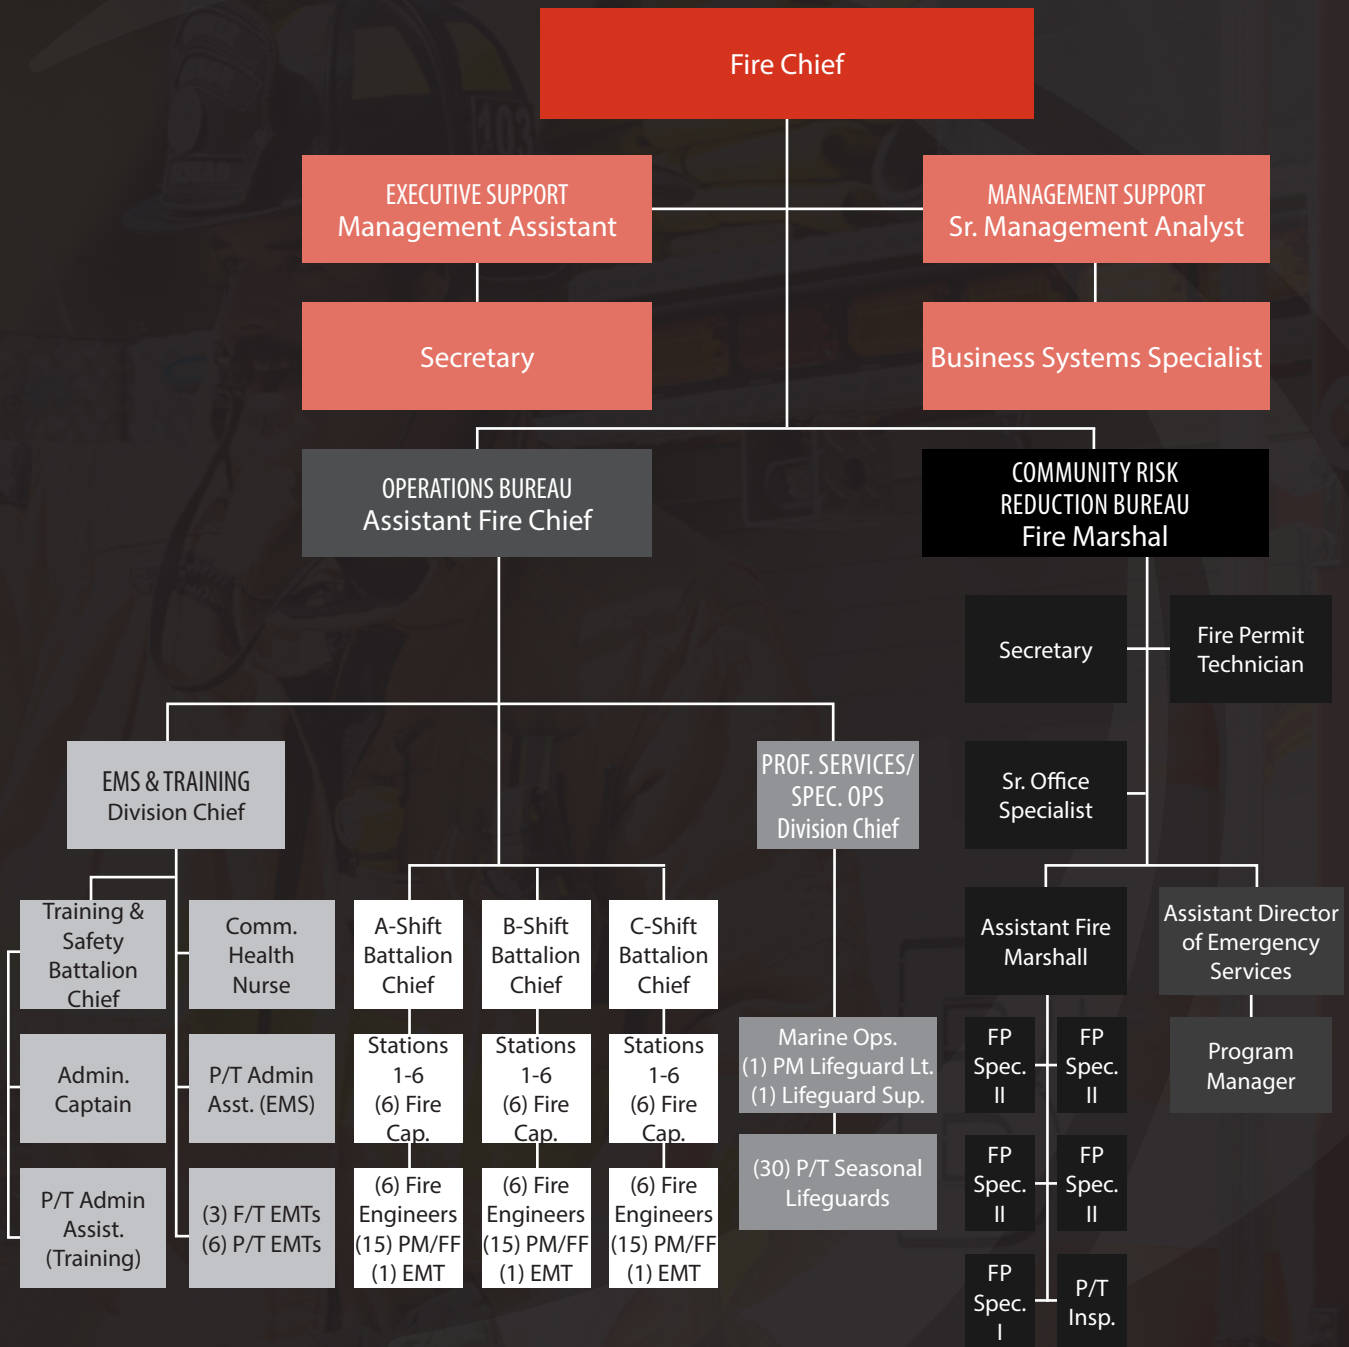 Fire Chief
EXECUTIVE SUPPORT
Management Assistant
MANAGEMENT SUPPORT
Sr. Management Analyst
Secretary
Business Systems Specialist
OPERATIONS BUREAU
Assistant Fire Chief
COMMUNITY RISK
REDUCTION BUREAU
Fire Marshal
Secretary
Fire Permit
Technician
Sr. Office
Specialist
EMS & TRAINING
Division Chief
PROF. SERVICES/
SPEC. OPS
Division Chief
Training &
Safety
Battalion
Chief
Comm.
Health
Nurse
A-Shift
Battalion
Chief
B-Shift
Battalion
Chief
C-Shift
Battalion
Chief
Assistant Fire
Marshall
Assistant Director
of Emergency
Services
Admin.
Captain
P/T Admin
Asst. (EMS)
Stations
1-6
(6) Fire
Cap.
Stations
1-6
(6) Fire
Cap.
Stations
1-6
(6) Fire
Cap.
Marine Ops.
(1) PM Lifeguard Lt.
(1) Lifeguard Sup.
FP
Spec.
II
FP
Spec.
II
Program
Manager
P/T Admin
Assist.
(Training)
(3) F/T EMTs
(6) P/T EMTs
(6) Fire
Engineers
(15) PM/FF
(1) EMT
(6) Fire
Engineers
(15) PM/FF
(1) EMT
(6) Fire
Engineers
(15) PM/FF
(1) EMT
(30) P/T Seasonal
Lifeguards
FP
Spec.
II
FP
Spec.
II
FP
Spec.
I
P/T
Insp.
103